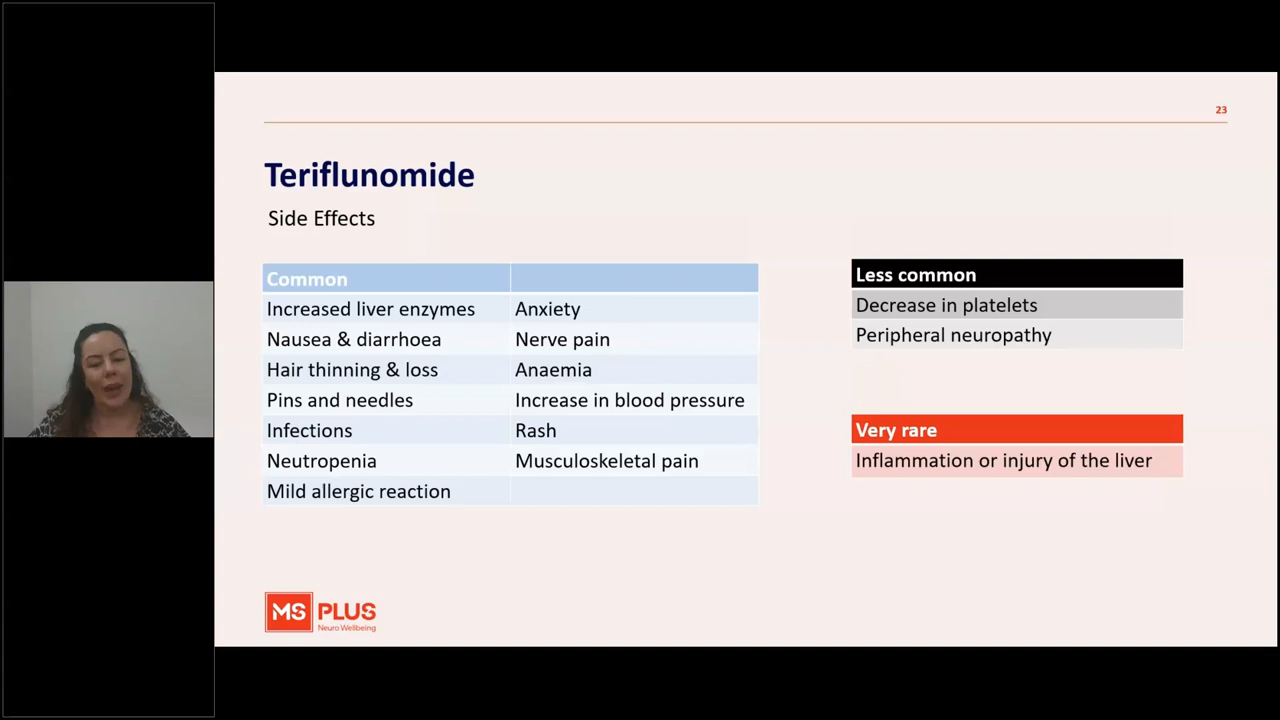 23
Teriflunomide
Side Effects
Common
Increased liver enzymes Anxiety
Nausea & diarrhoea Nerve pain
Hair thinning & loss Anaemia
Pins and needles Increase in blood pressure
Infections Rash
Neutropenia Musculoskeletal pain
Mild allergic reaction
Less common
Decrease in platelets
Peripheral neuropathy
Very rare
Inflammation or injury of the liver
MS PLUS
Neuro Wellbeing